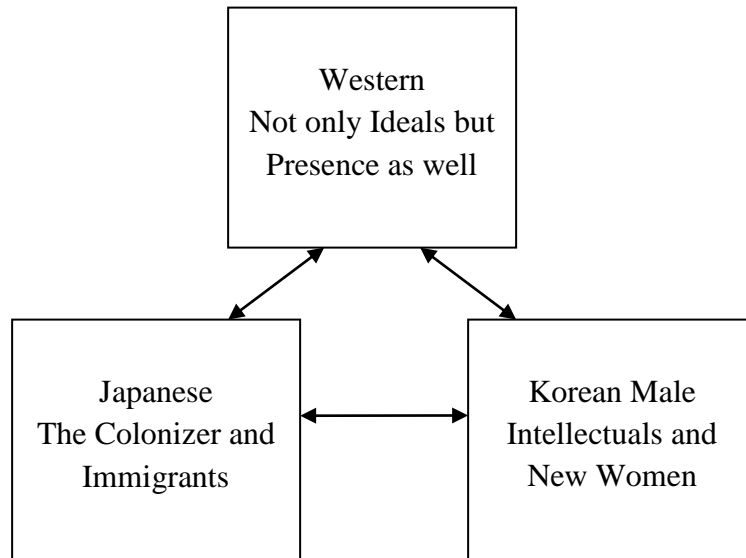 Western
Not only Ideals but
Presence as well
Japanese
The Colonizer and
Immigrants
Korean Male
Intellectuals and
New Women